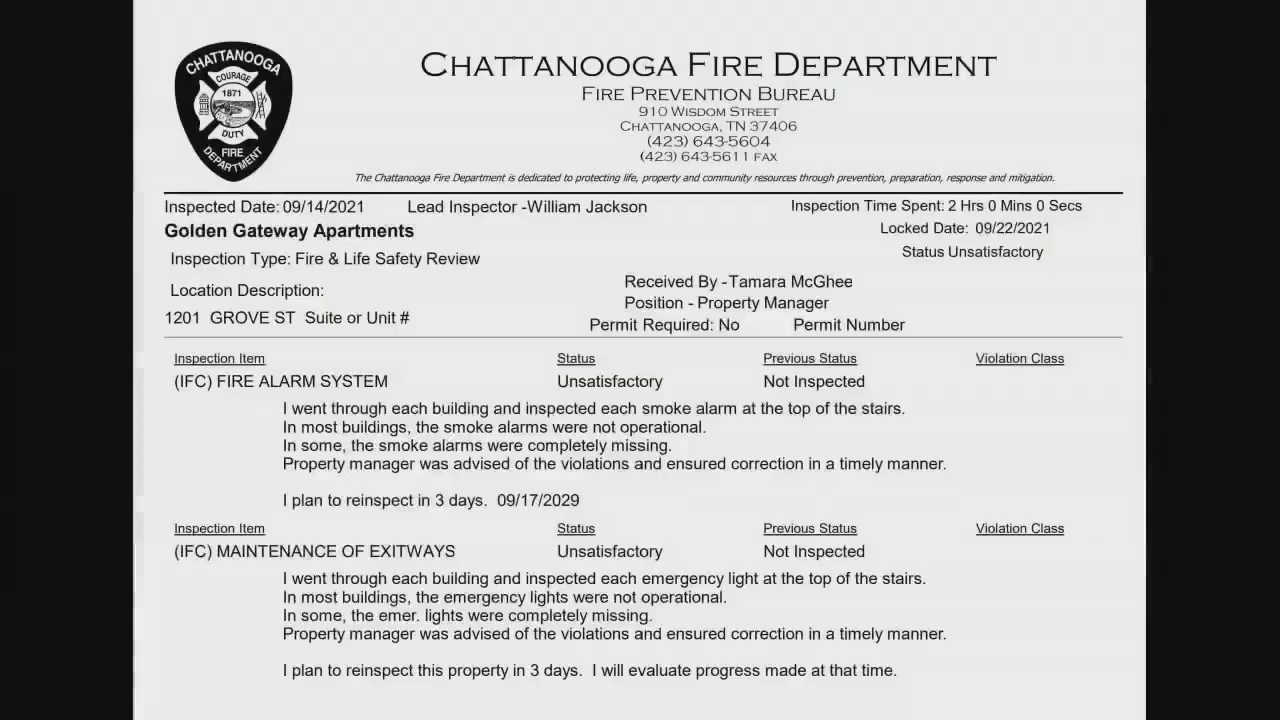 CHATTANOOGA
COURAGE
1871
DUTY
FIRE
DEPARTMENT
CHATTANOOGA FIRE DEPARTMENT
FIRE PREVENTION BUREAU
910 WISDOM STREET
CHATTANOOGA, TN 37406
(423) 643-5604
(423) 643-5611 FAX
The Chattanooga Fire Department is dedicated to protecting life, property and community resources through prevention, preparation, response and mitigation.
Inspected Date: 09/14/2021 Lead Inspector -William Jackson Inspection Time Spent: 2 Hrs 0 Mins 0 Secs
Locked Date: 09/22/2021
Golden Gateway Apartments
Status Unsatisfactory
Inspection Type: Fire & Life Safety Review
Received By -Tamara McGhee
Location Description:
Position - Property Manager
1201 GROVE ST Suite or Unit #
Permit Required: No Permit Number
Inspection Item Status Previous Status Violation Class
(IFC) FIRE ALARM SYSTEM Unsatisfactory Not Inspected
I went through each building and inspected each smoke alarm at the top of the stairs.
In most buildings, the smoke alarms were not operational.
In some, the smoke alarms were completely missing.
Property manager was advised of the violations and ensured correction in a timely manner.
I plan to reinspect in 3 days. 09/17/2029
Inspection Item Status Previous Status Violation Class
(IFC) MAINTENANCE OF EXITWAYS Unsatisfactory Not Inspected
I went through each building and inspected each emergency light at the top of the stairs.
In most buildings, the emergency lights were not operational.
In some, the emer. lights were completely missing.
Property manager was advised of the violations and ensured correction in a timely manner.
I plan to reinspect this property in 3 days. I will evaluate progress made at that time.